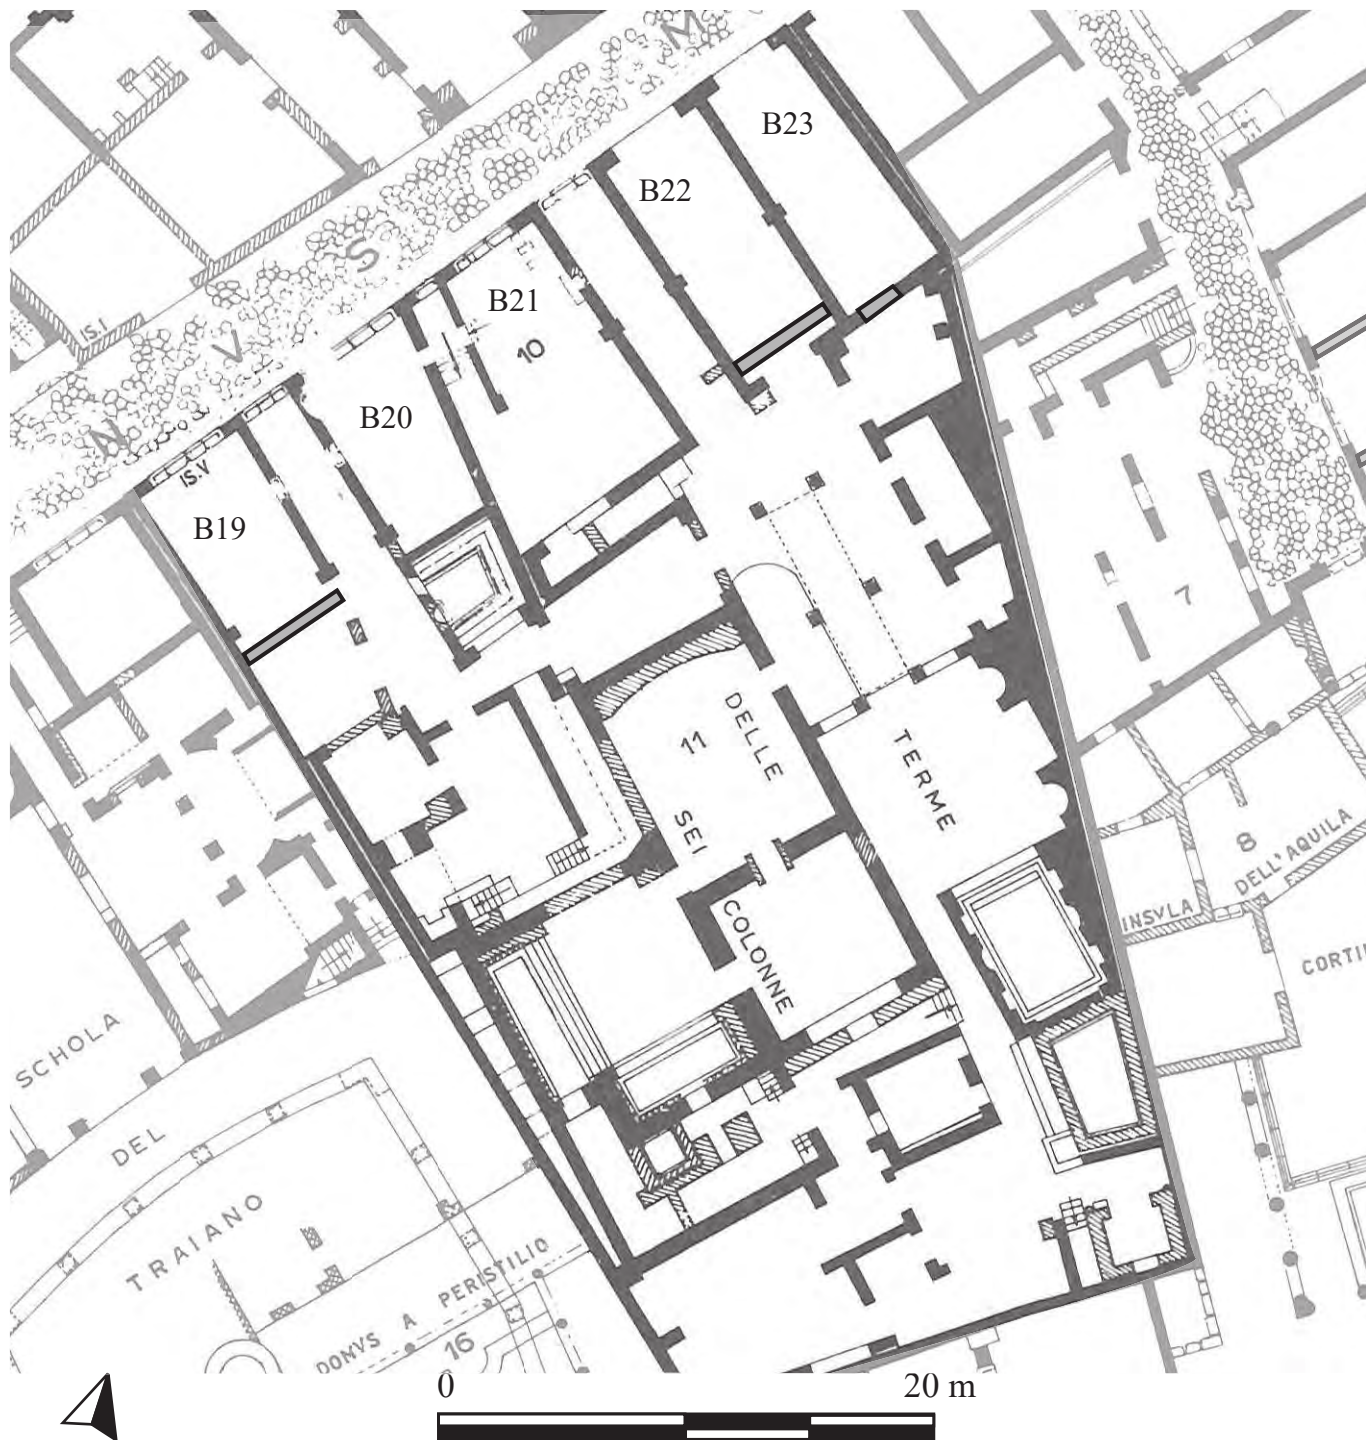 N V S M
B23
B22
B21
10
B20
IS. I
IS. V
B19
7
11
DELLE
SEI
COLONNE
TERME
8
INSVLA
DELL'AQUILA
CORTI
SCHOLA
DEL
TRAIANO
DOMVS A PERISTILIO
16
0 20 m